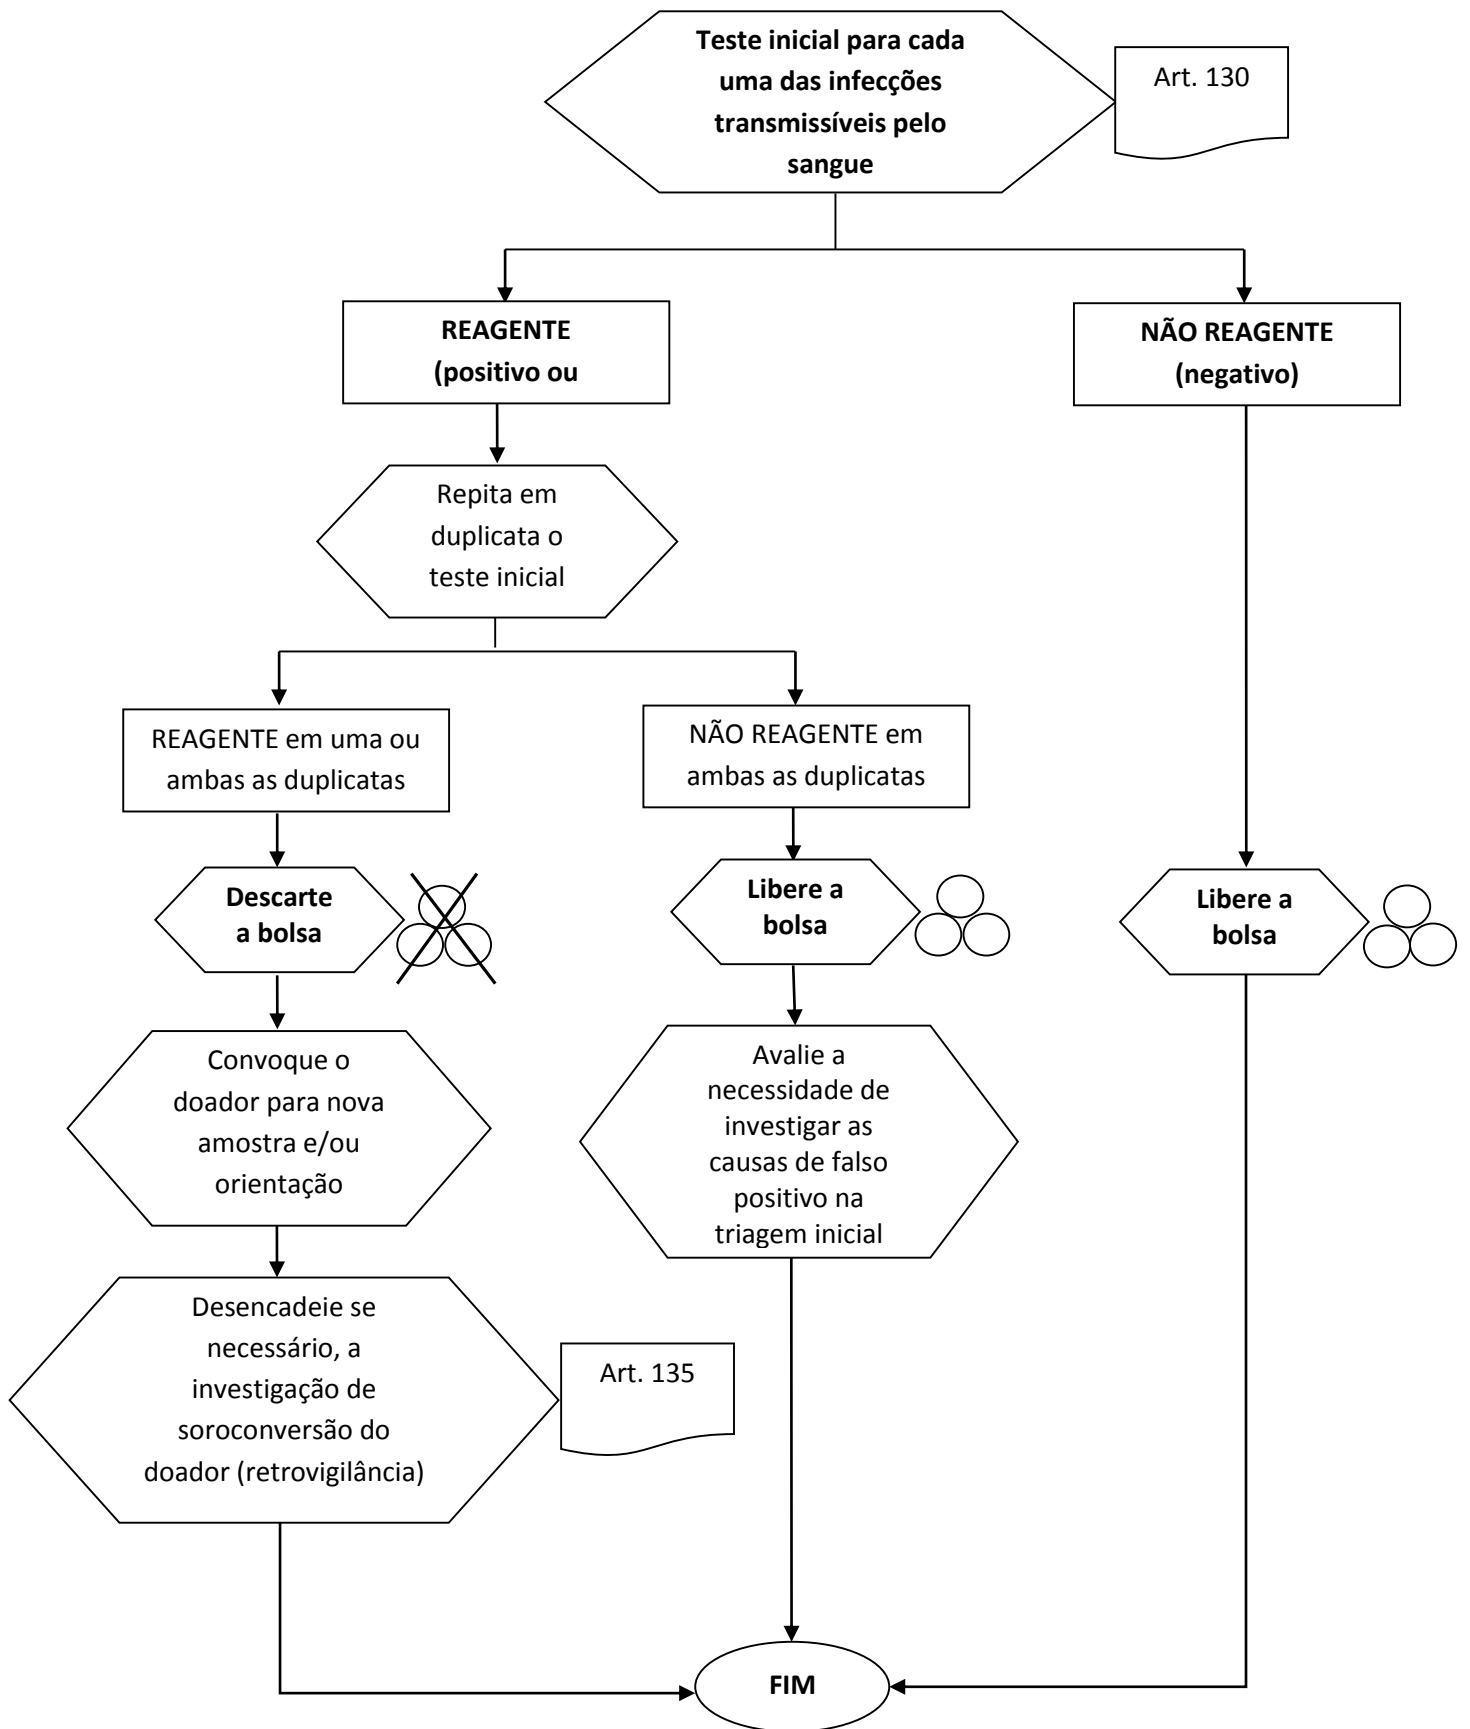 Teste inicial para cada
uma das infecções
transmissíveis pelo
sangue
Art. 130
REAGENTE
(positivo ou
NÃO REAGENTE
(negativo)
Repita em
duplicata o
teste inicial
REAGENTE em uma ou
ambas as duplicatas
NÃO REAGENTE em
ambas as duplicatas
Descarte
a bolsa
Libere a
bolsa
Libere a
bolsa
Convoque o
doador para nova
amostra e/ou
orientação
Avalie a
necessidade de
investigar as
causas de falso
positivo na
triagem inicial
Desencadeie se
necessário, a
investigação de
soroconversão do
doador (retrovigilância)
Art. 135
FIM